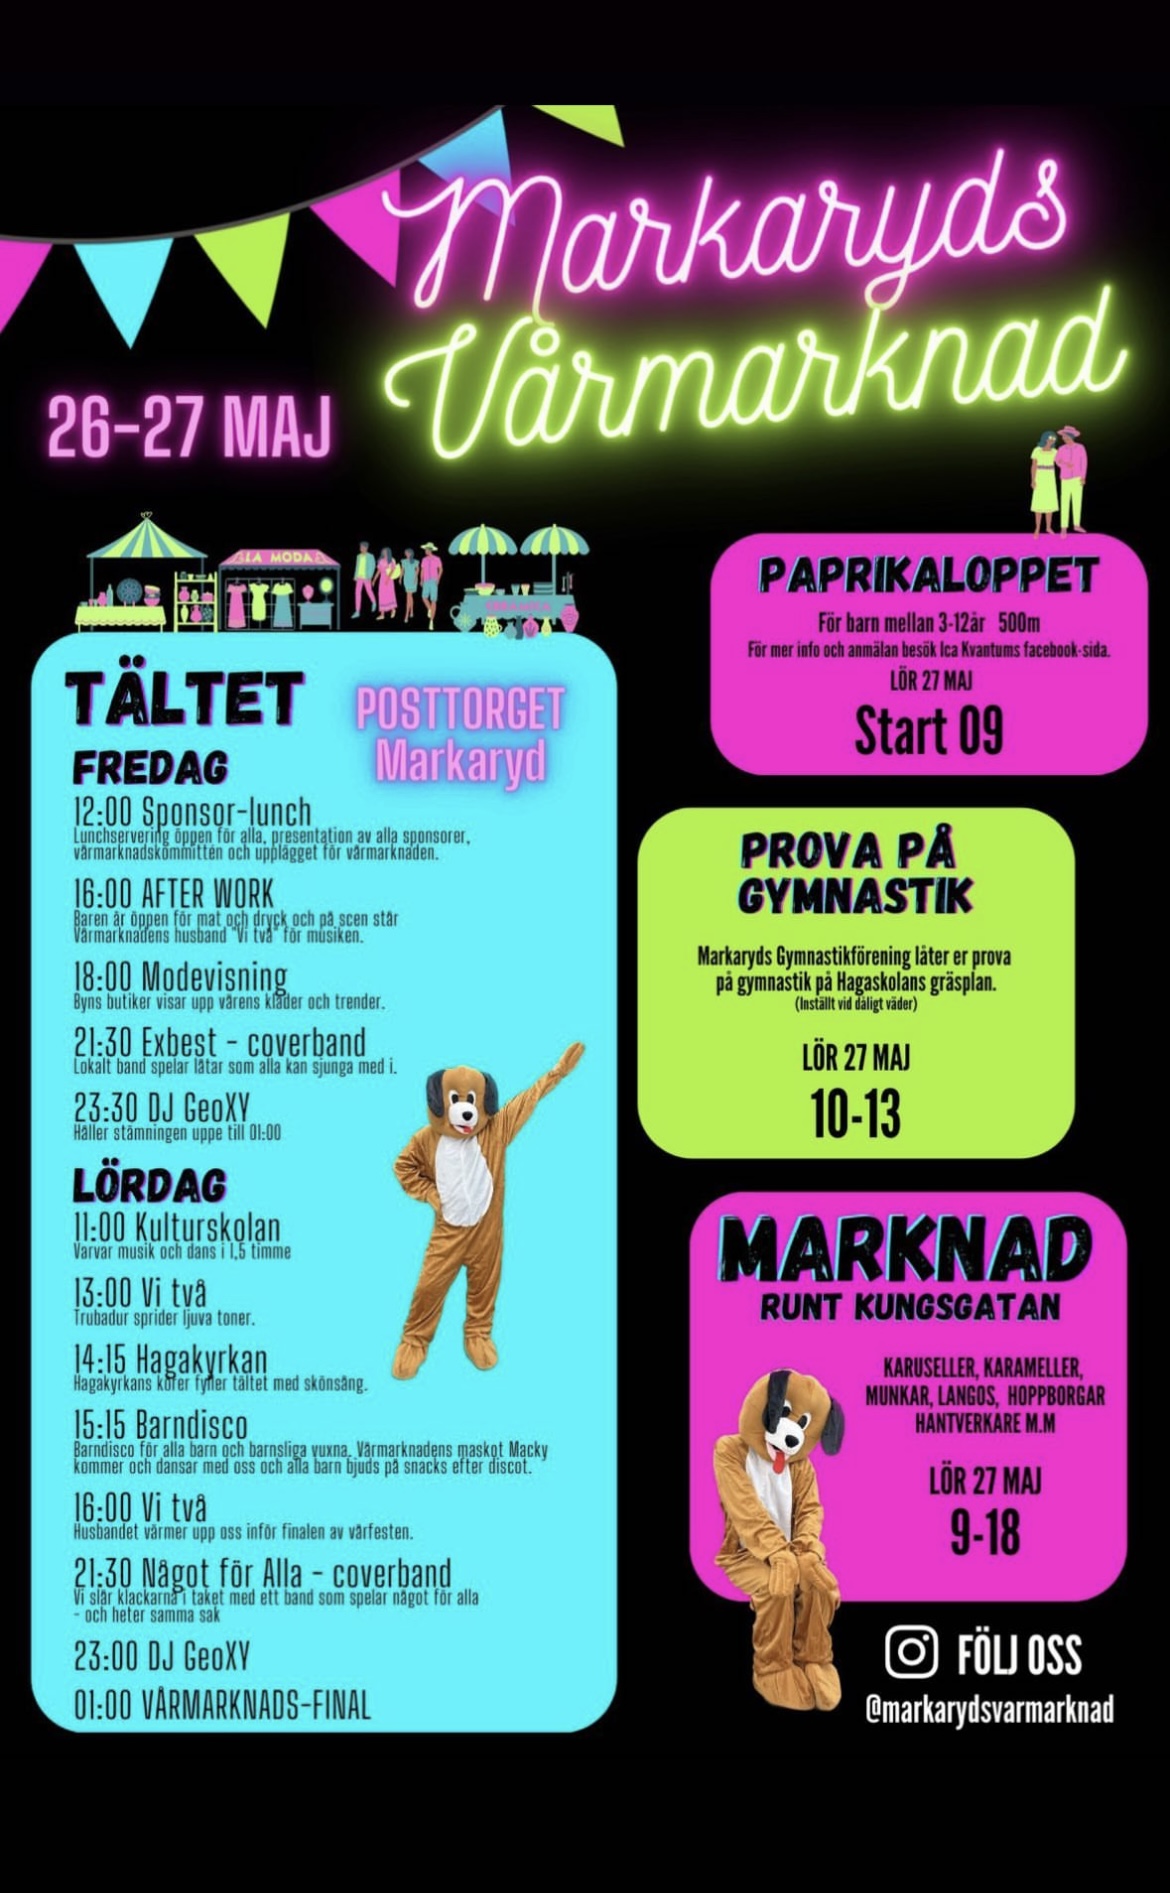 Markaryds
Vårmarknad
26-27 MAJ
LA MODA
TÄLTET
POSTTORGET
Markaryd
FREDAG
12:00 Sponsor-lunch
Lunchservering öppen för alla, presentation av alla sponsorer,
vårmarknadskommittén och upplägget för vårmarknaden.
16:00 AFTER WORK
Baren är öppen för mat och dryck och på scen står
Vårmarknadens husband "Vi två" för musiken.
18:00 Modevisning
Byns butiker visar upp vårens kläder och trender.
21:30 Exbest - coverband
Lokalt band spelar låtar som alla kan sjunga med i.
23:30 DJ GeoXY
Håller stämningen uppe till 01:00
LÖRDAG
11:00 Kulturskolan
Varvar musik och dans i 1,5 timme
13:00 Vi två
Trubadur sprider ljuva toner.
14:15 Hagakyrkan
Hagakyrkans körer fyller tältet med skönsång.
15:15 Barndisco
Barndisco för alla barn och barnsliga vuxna. Vårmarknadens maskot Macky
kommer och dansar med oss och alla barn bjuds på snacks efter discot.
16:00 Vi två
Husbandet värmer upp oss inför finalen av vårfesten.
21:30 Något för Alla - coverband
Vi slår klackarna i taket med ett band som spelar något för alla
- och heter samma sak
23:00 DJ GeoXY
01:00 VÅRMARKNADS-FINAL
PAPRIKALOPPET
För barn mellan 3-12år 500m
För mer info och anmälan besök Ica Kvantums facebook-sida.
LÖR 27 MAJ
Start 09
PROVA PÅ
GYMNASTIK
Markaryds Gymnastikförening låter er prova
på gymnastik på Hagaskolans gräsplan.
(Inställt vid dåligt väder)
LÖR 27 MAJ
10-13
MARKNAD
RUNT KUNGSGATAN
KARUSELLER, KARAMELLER,
MUNKAR, LANGOS, HOPPBORGAR
HANTVERKARE M.M
LÖR 27 MAJ
9-18
FÖLJ OSS
@markarydsvarmarknad